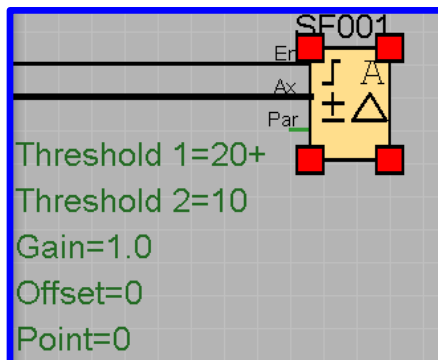 SF001
En
Ax
Par
A
Threshold 1=20+
Threshold 2=10
Gain=1.0
Offset=0
Point=0